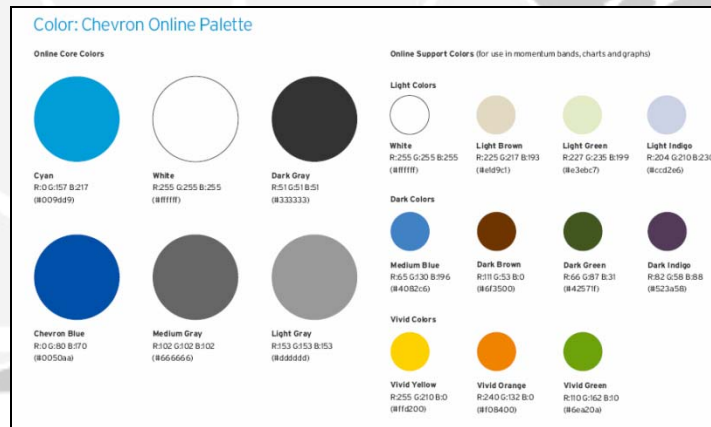 Color: Chevron Online Palette
Online Core Colors
Cyan
R:0 G:157 B:217
(#009dd9)
White
R:255 G:255 B:255
(#ffffff)
Dark Gray
R:51 G:51 B:51
(#333333)
Chevron Blue
R:0 G:80 B:170
(#0050aa)
Medium Gray
R:102 G:102 B:102
(#666666)
Light Gray
R:153 G:153 B:153
(#dddddd)
Online Support Colors (for use in momentum bands, charts and graphs)
Light Colors
White
R:255 G:255 B:255
(#ffffff)
Light Brown
R:225 G:217 B:193
(#e1d9c1)
Light Green
R:227 G:235 B:199
(#e3ebc7)
Light Indigo
R:204 G:210 B:230
(#ccd2e6)
Dark Colors
Medium Blue
R:65 G:130 B:196
(#4082c6)
Dark Brown
R:111 G:53 B:0
(#6f3500)
Dark Green
R:66 G:87 B:31
(#42571f)
Dark Indigo
R:82 G:58 B:88
(#523a58)
Vivid Colors
Vivid Yellow
R:255 G:210 B:0
(#ffd200)
Vivid Orange
R:240 G:132 B:0
(#f08400)
Vivid Green
R:110 G:162 B:10
(#6ea20a)